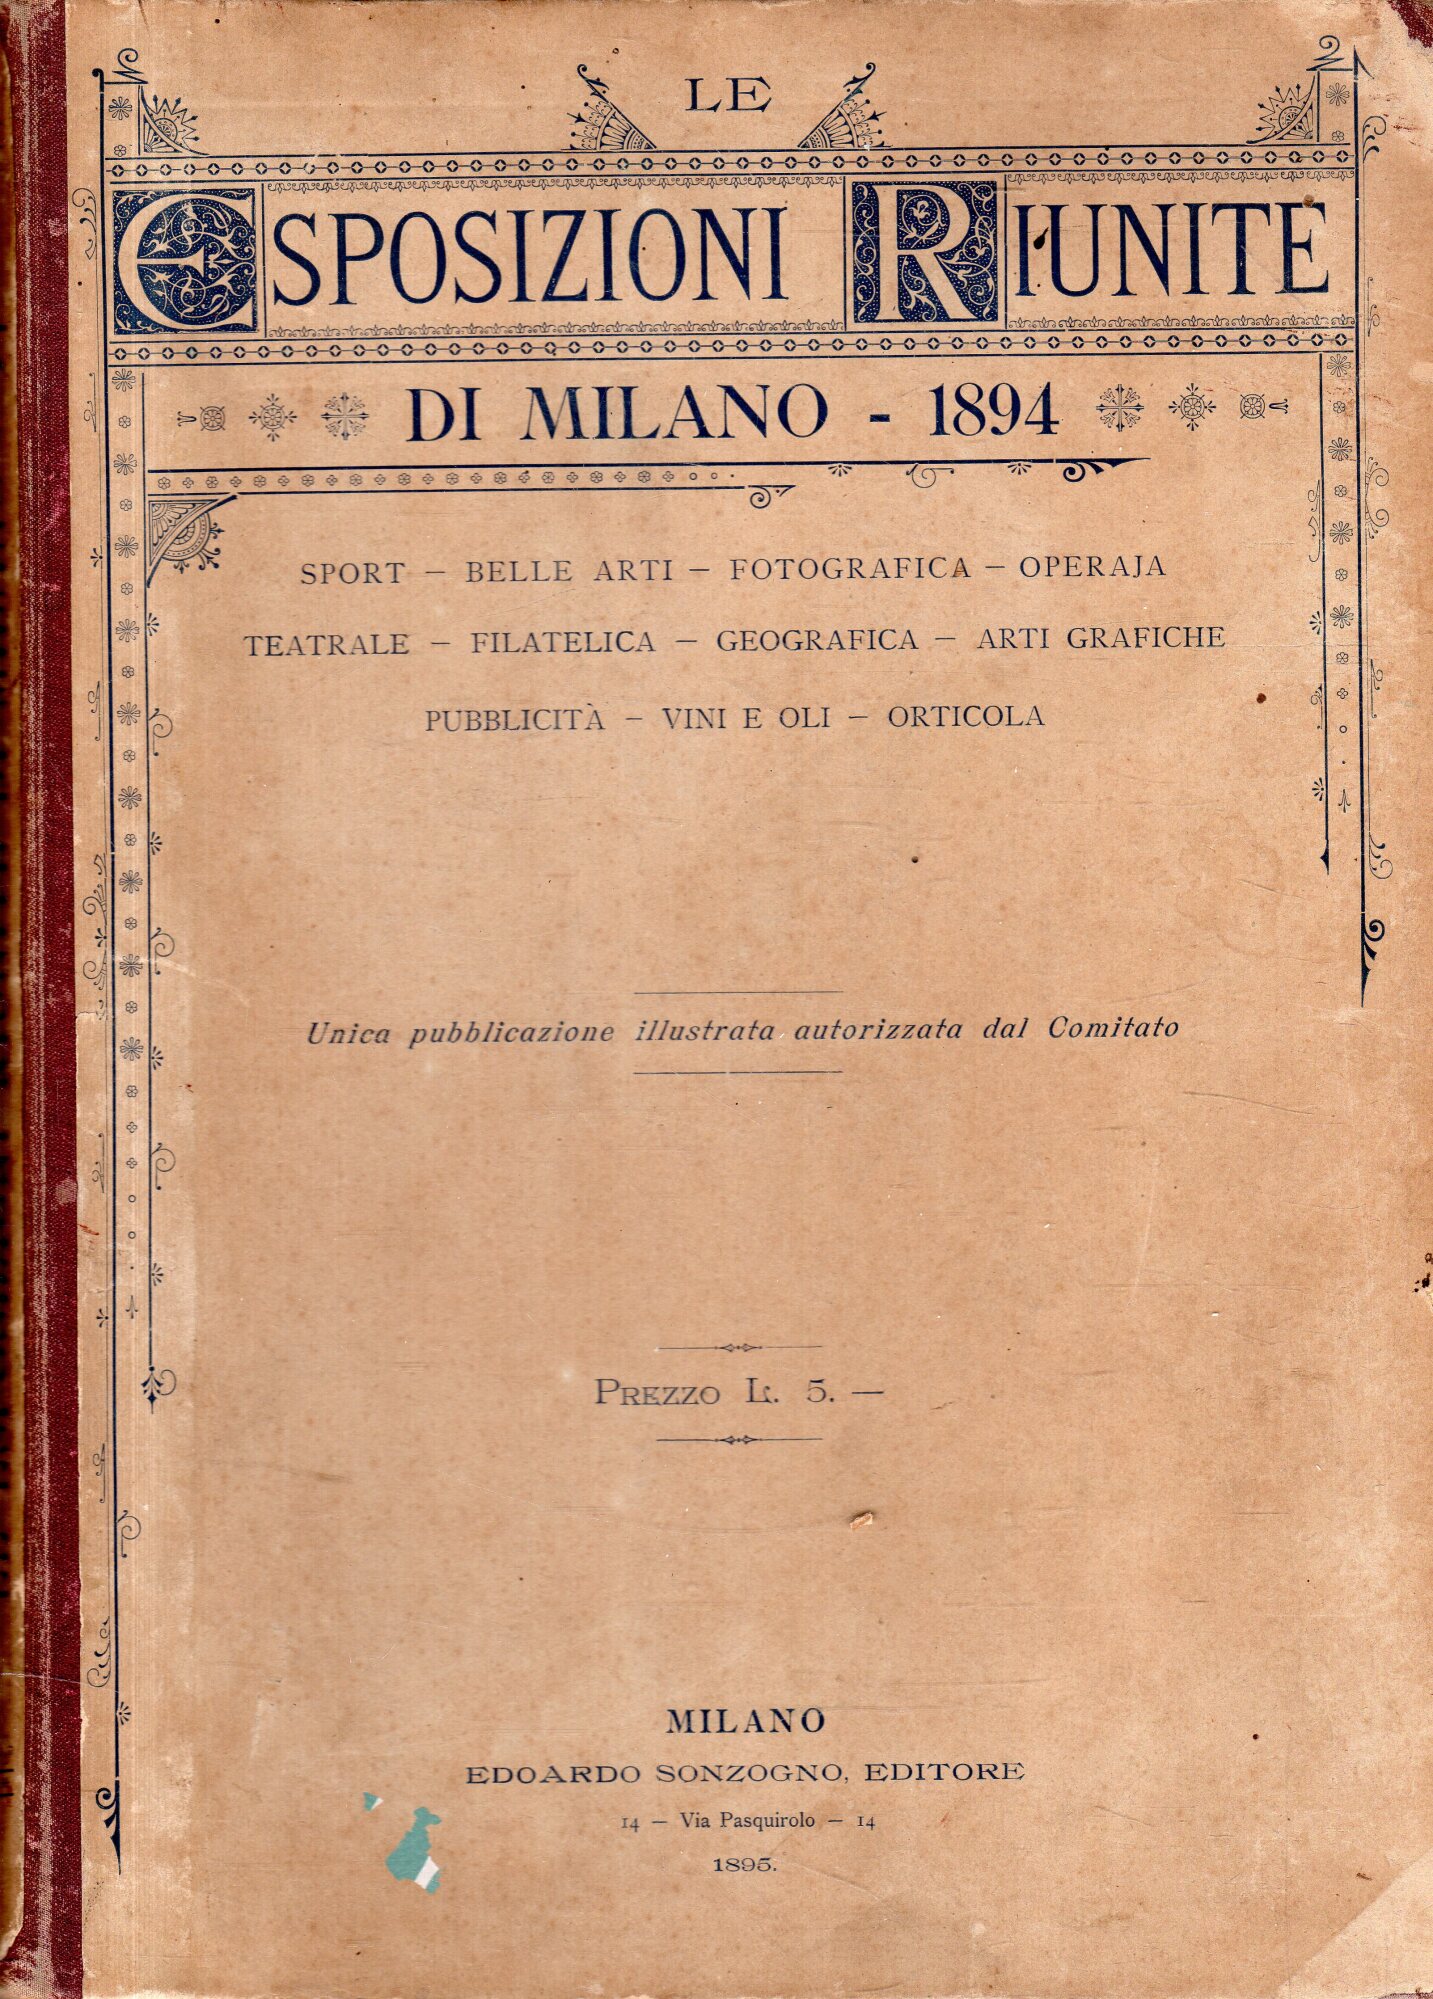 LE
ESPOSIZIONI RIUNITE
DI MILANO - 1894
SPORT — BELLE ARTI — FOTOGRAFICA — OPERAJA
TEATRALE — FILATELICA — GEOGRAFICA — ARTI GRAFICHE
PUBBLICITÀ — VINI E OLI — ORTICOLA
Unica pubblicazione illustrata autorizzata dal Comitato
PREZZO L. 5. —
MILANO
EDOARDO SONZOGNO, EDITORE
14 — Via Pasquirolo — 14
1895.